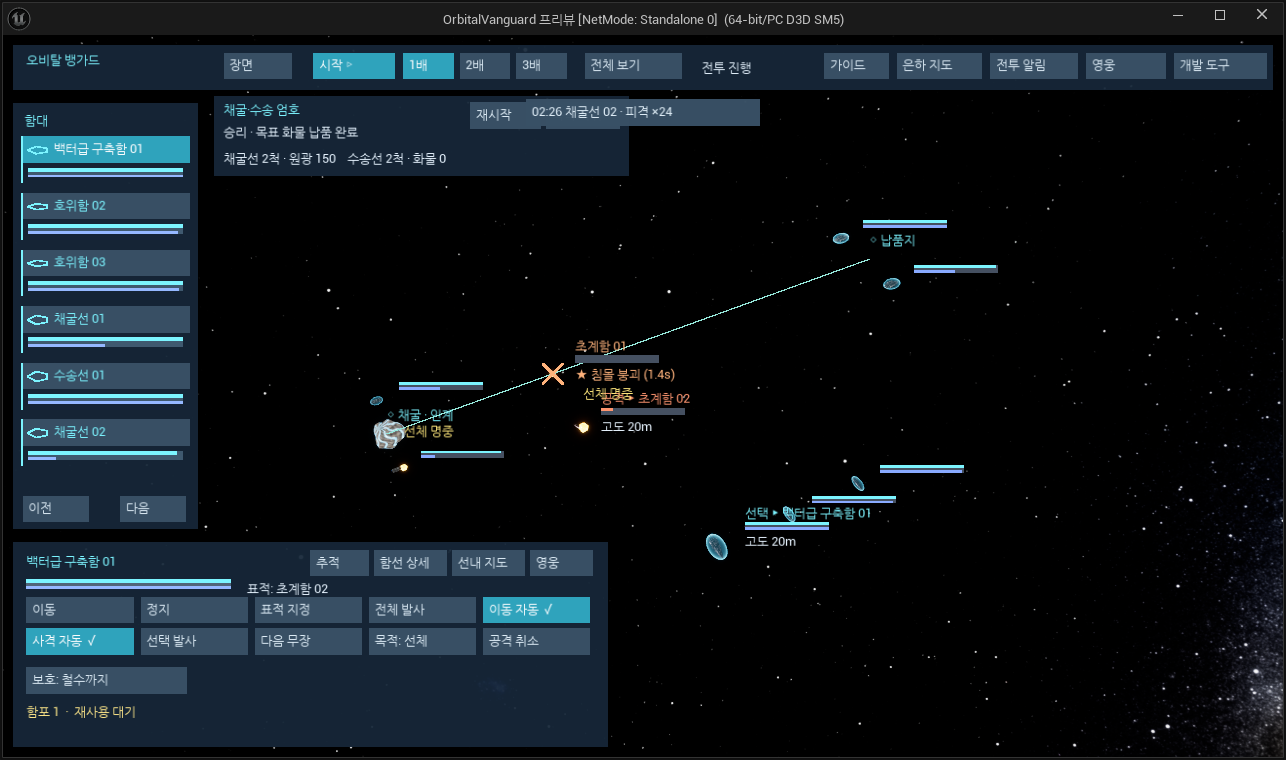 OrbitalVanguard 프리뷰 [NetMode: Standalone 0] (64-bit/PC D3D SM5)
오비탈 뱅가드
장면
시작 ▷
1배
2배
3배
전체 보기
전투 진행
가이드
은하 지도
전투 알림
영웅
개발 도구
함대
백터급 구축함 01
호위함 02
호위함 03
채굴선 01
수송선 01
채굴선 02
이전
다음
채굴·수송 엄호
재시작
02:26 채굴선 02 · 피격 ×24
승리 · 목표 화물 납품 완료
채굴선 2척 · 원광 150 수송선 2척 · 화물 0
◇ 납품지
초계함 01
★ 침몰 붕괴 (1.4s)
선체 명중
초계함 02
고도 20m
◇ 채굴 · 인계
선체 명중
선택 ▶ 백터급 구축함 01
고도 20m
백터급 구축함 01
추적
함선 상세
선내 지도
영웅
표적: 초계함 02
이동
정지
표적 지정
전체 발사
이동 자동 ✓
사격 자동 ✓
선택 발사
다음 무장
목적: 선체
공격 취소
보호: 철수까지
함포 1 · 재사용 대기